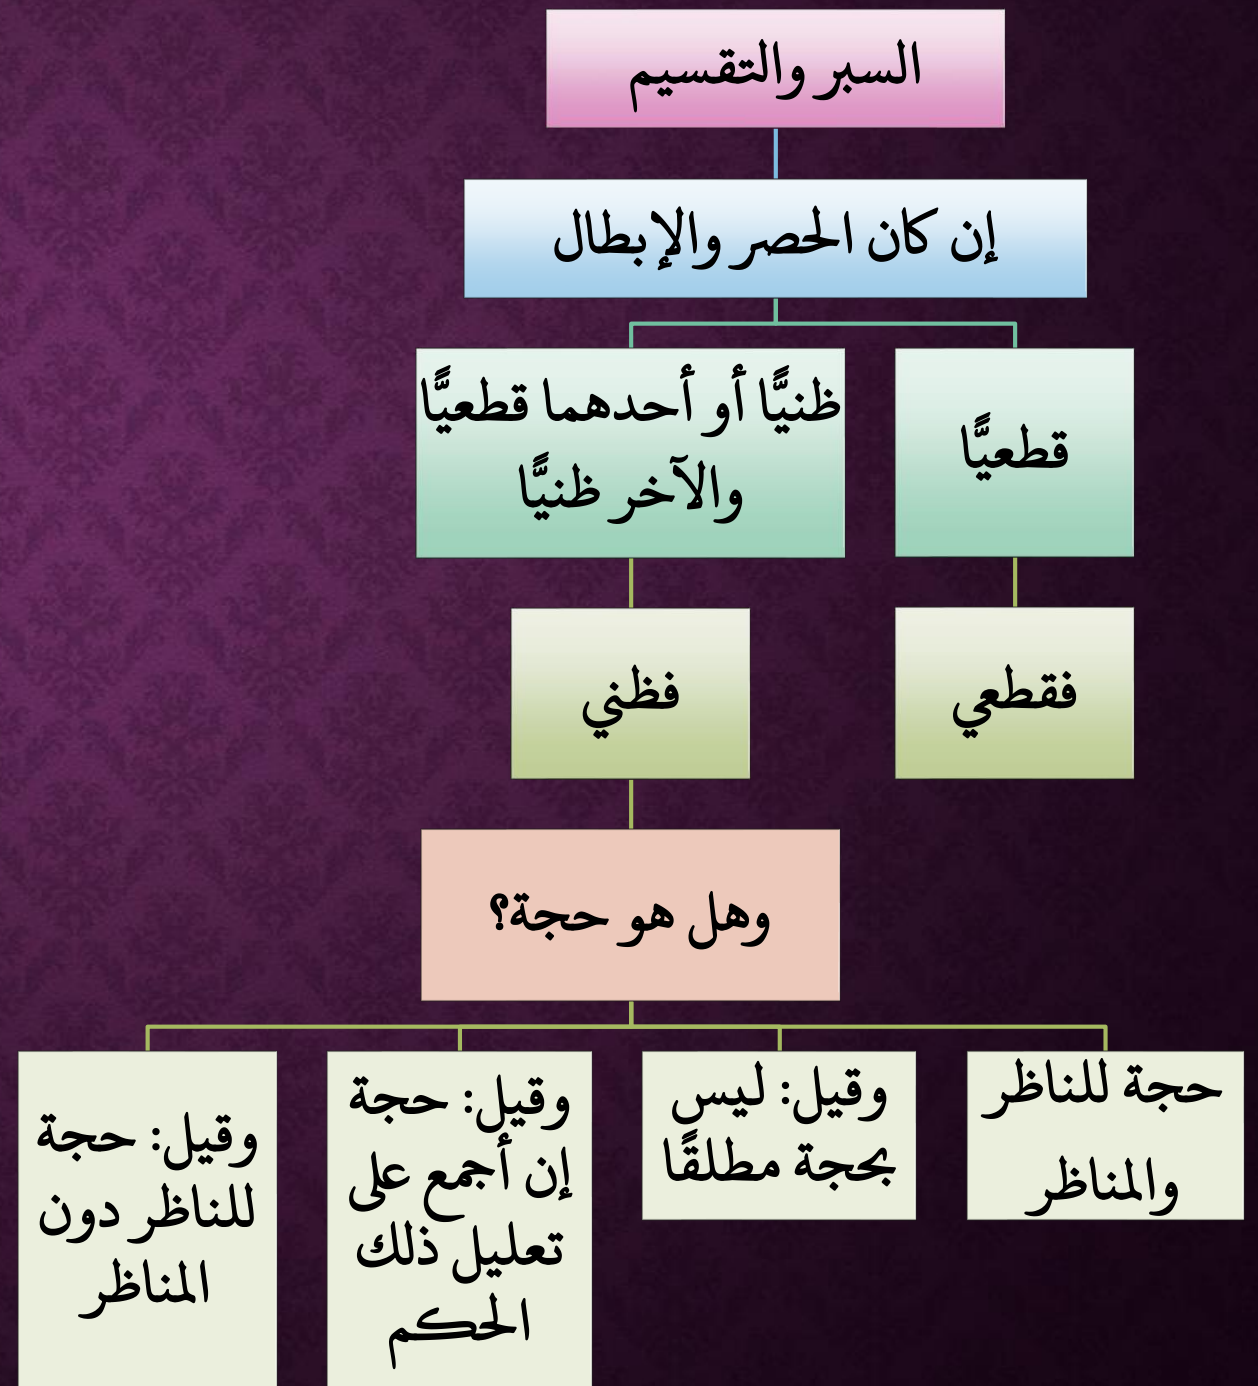 السبر والتقسيم
إن كان الحصر والإبطال
قطعيًّا
ظنيًّا أو أحدهما قطعيًّا
والآخر ظنيًّا
فقطعي
فظني
وهل هو حجة؟
حجة للناظر
والمناظر
وقيل: ليس
بحجة مطلقًا
وقيل: حجة
إن أجمع على
تعليل ذلك
الحكم
وقيل: حجة
للناظر دون
المناظر